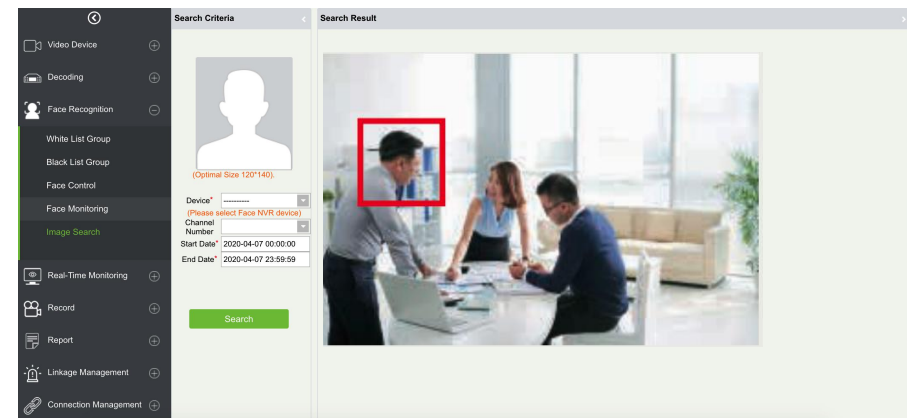 Search Criteria
Search Result
Video Device
Decoding
Face Recognition
White List Group
Black List Group
Face Control
Face Monitoring
Image Search
Real-Time Monitoring
Record
Report
Linkage Management
Connection Management
(Optimal Size 120*140).
Device* ----------
(Please select Face NVR device)
Channel
Number
Start Date* 2020-04-07 00:00:00
End Date* 2020-04-07 23:59:59
Search